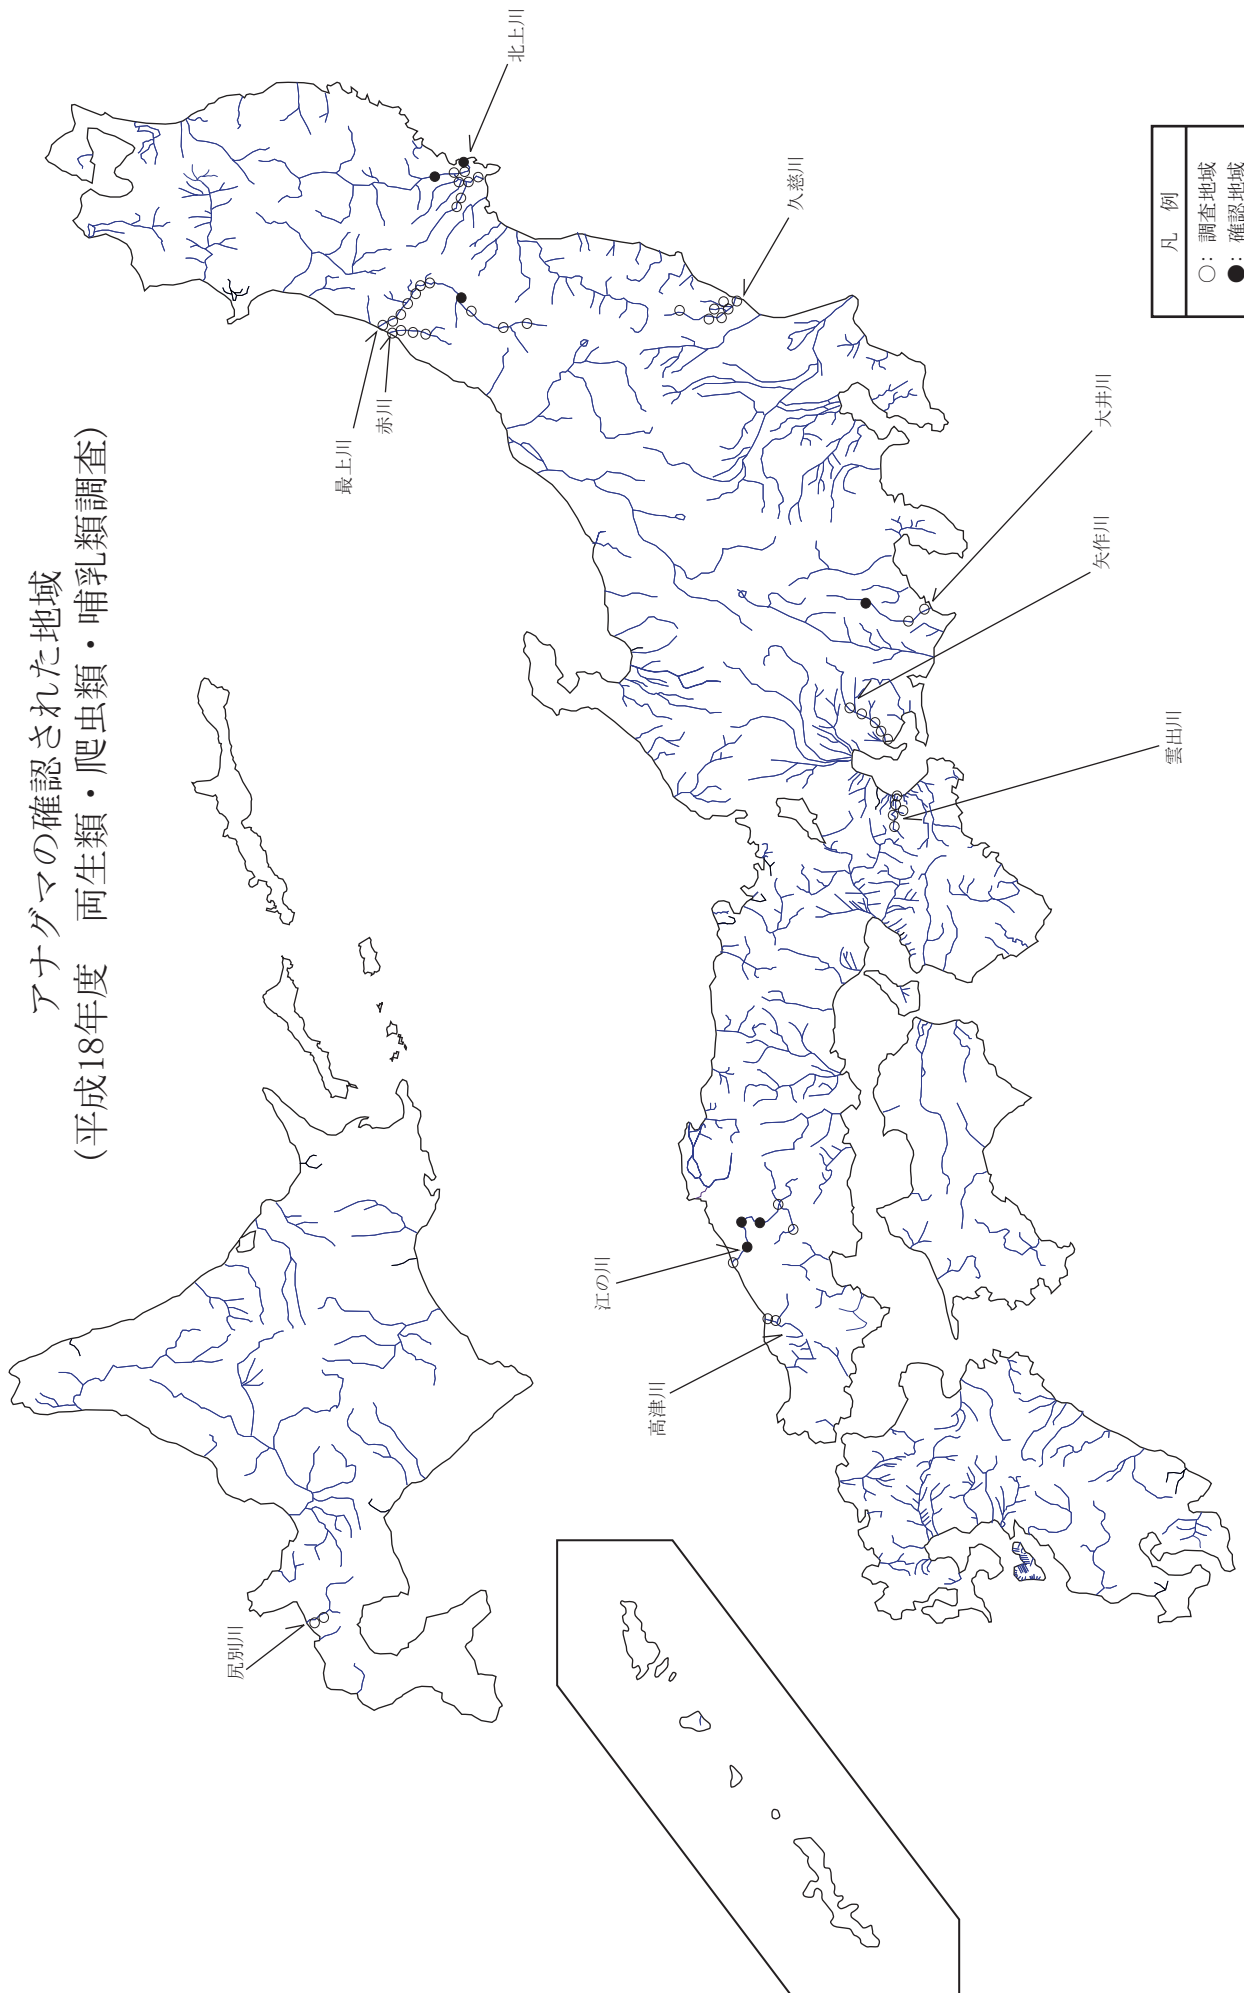 アナグマの確認された地域
(平成18年度　両生類・爬虫類・哺乳類調査)
尻別川
北上川
最上川
赤川
久慈川
大井川
矢作川
雲出川
江の川
高津川
凡　例
○：調査地域
●：確認地域